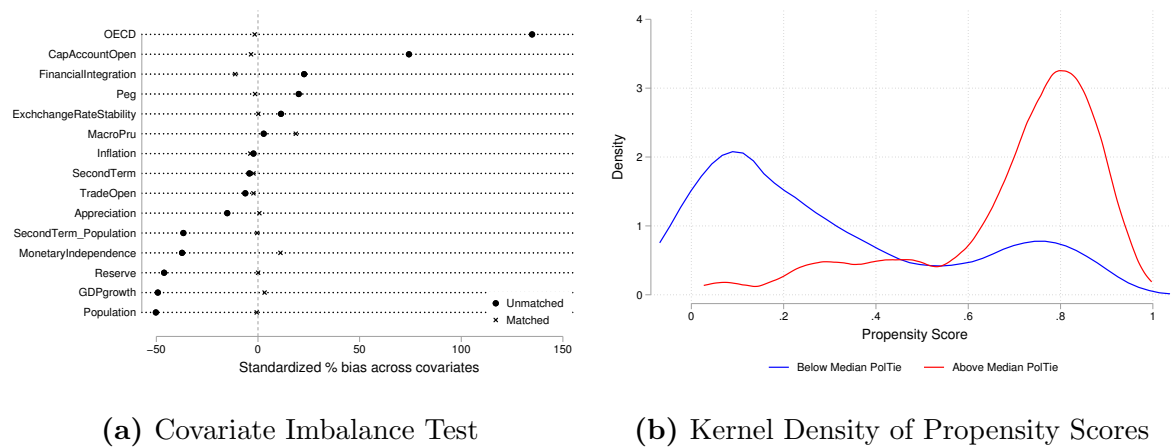 OECD
CapAccountOpen
FinancialIntegration
Peg
ExchchangeRateStability
MacroPru
Inflation
SecondTerm
TradeOpen
Appreciation
SecondTerm_Population
MonetaryIndependence
Reserve
GDPgrowth
Population
Unmatched
Matched
−50 0 50 100 150
Standardized % bias across covariates
(a) Covariate Imbalance Test
4
3
2
1
0
Density
0 .2 .4 .6 .8 1
Propensity Score
Below Median PolTie Above Median PolTie
(b) Kernel Density of Propensity Scores